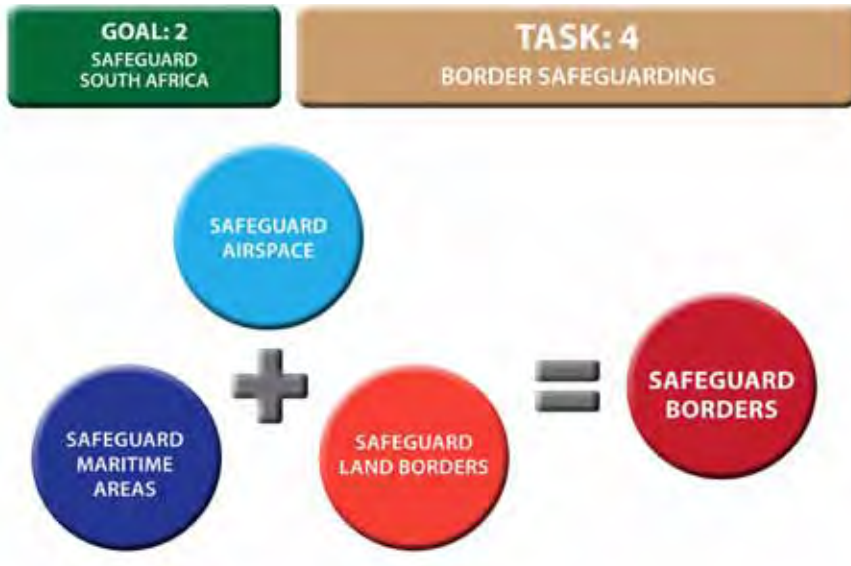 GOAL: 2
SAFEGUARD
SOUTH AFRICA
TASK: 4
BORDER SAFEGUARDING
SAFEGUARD
AIRSPACE
SAFEGUARD
MARITIME
AREAS
SAFEGUARD
LAND BORDERS
SAFEGUARD
BORDERS